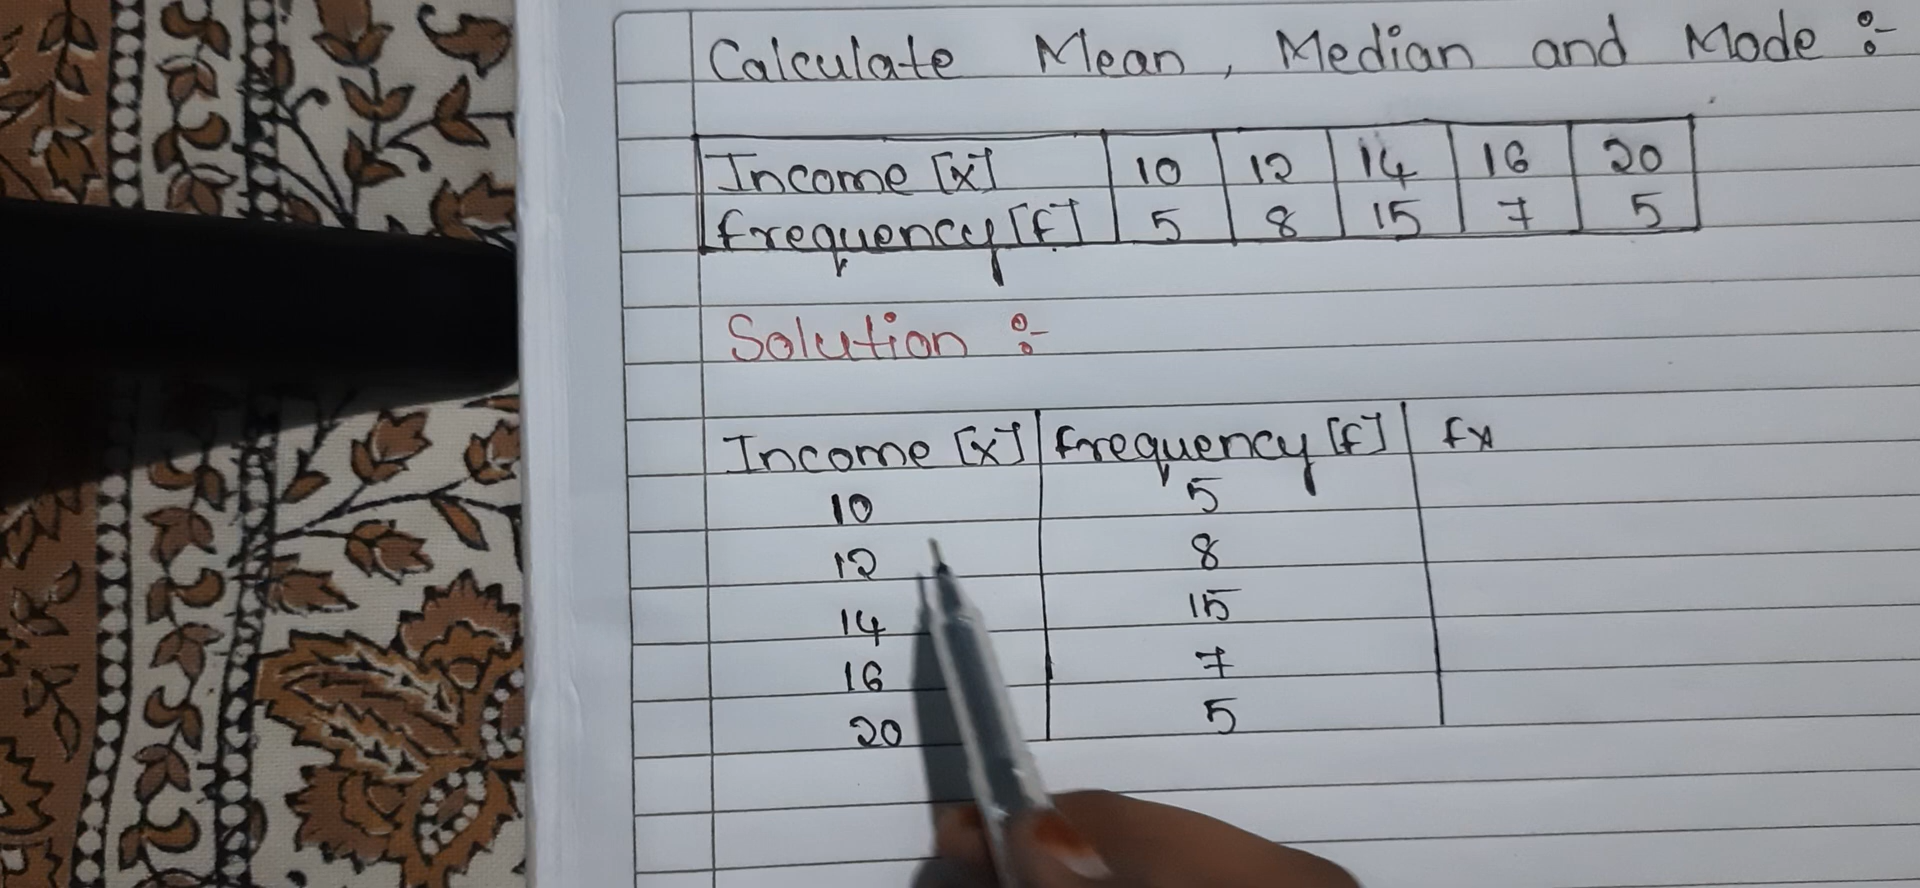 Calculate Mean, Median and Mode :-
Income [x] 10 12 14 16 20
frequency [f] 5 8 15 7 5
Solution :-
Income [x] frequency [f] fx
10 5
12 8
14 15
16 7
20 5